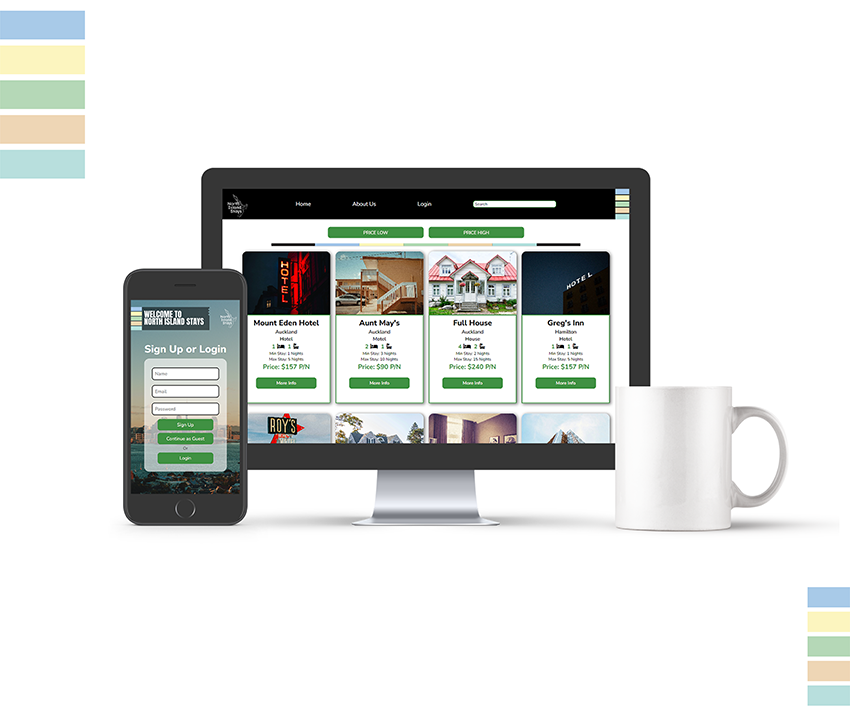 North
Island
Stays
Home
About Us
Login
Search
PRICE LOW
PRICE HIGH
HOTEL
Mount Eden Hotel
Auckland
Hotel
1 1
Min Stay: 1 Nights
Max Stay: 5 Nights
Price: $157 P/N
More Info
Aunt May's
Auckland
Motel
2 1
Min Stay: 3 Nights
Max Stay: 10 Nights
Price: $90 P/N
More Info
Full House
Auckland
House
4 2
Min Stay: 2 Nights
Max Stay: 15 Nights
Price: $240 P/N
More Info
HOTEL
Greg's Inn
Hamilton
Hotel
1 1
Min Stay: 1 Nights
Max Stay: 5 Nights
Price: $157 P/N
More Info
ROY'S
WELCOME TO
NORTH ISLAND STAYS
North
Island
Stays
Sign Up or Login
Name
Email
Password
Sign Up
Continue as Guest
Or
Login